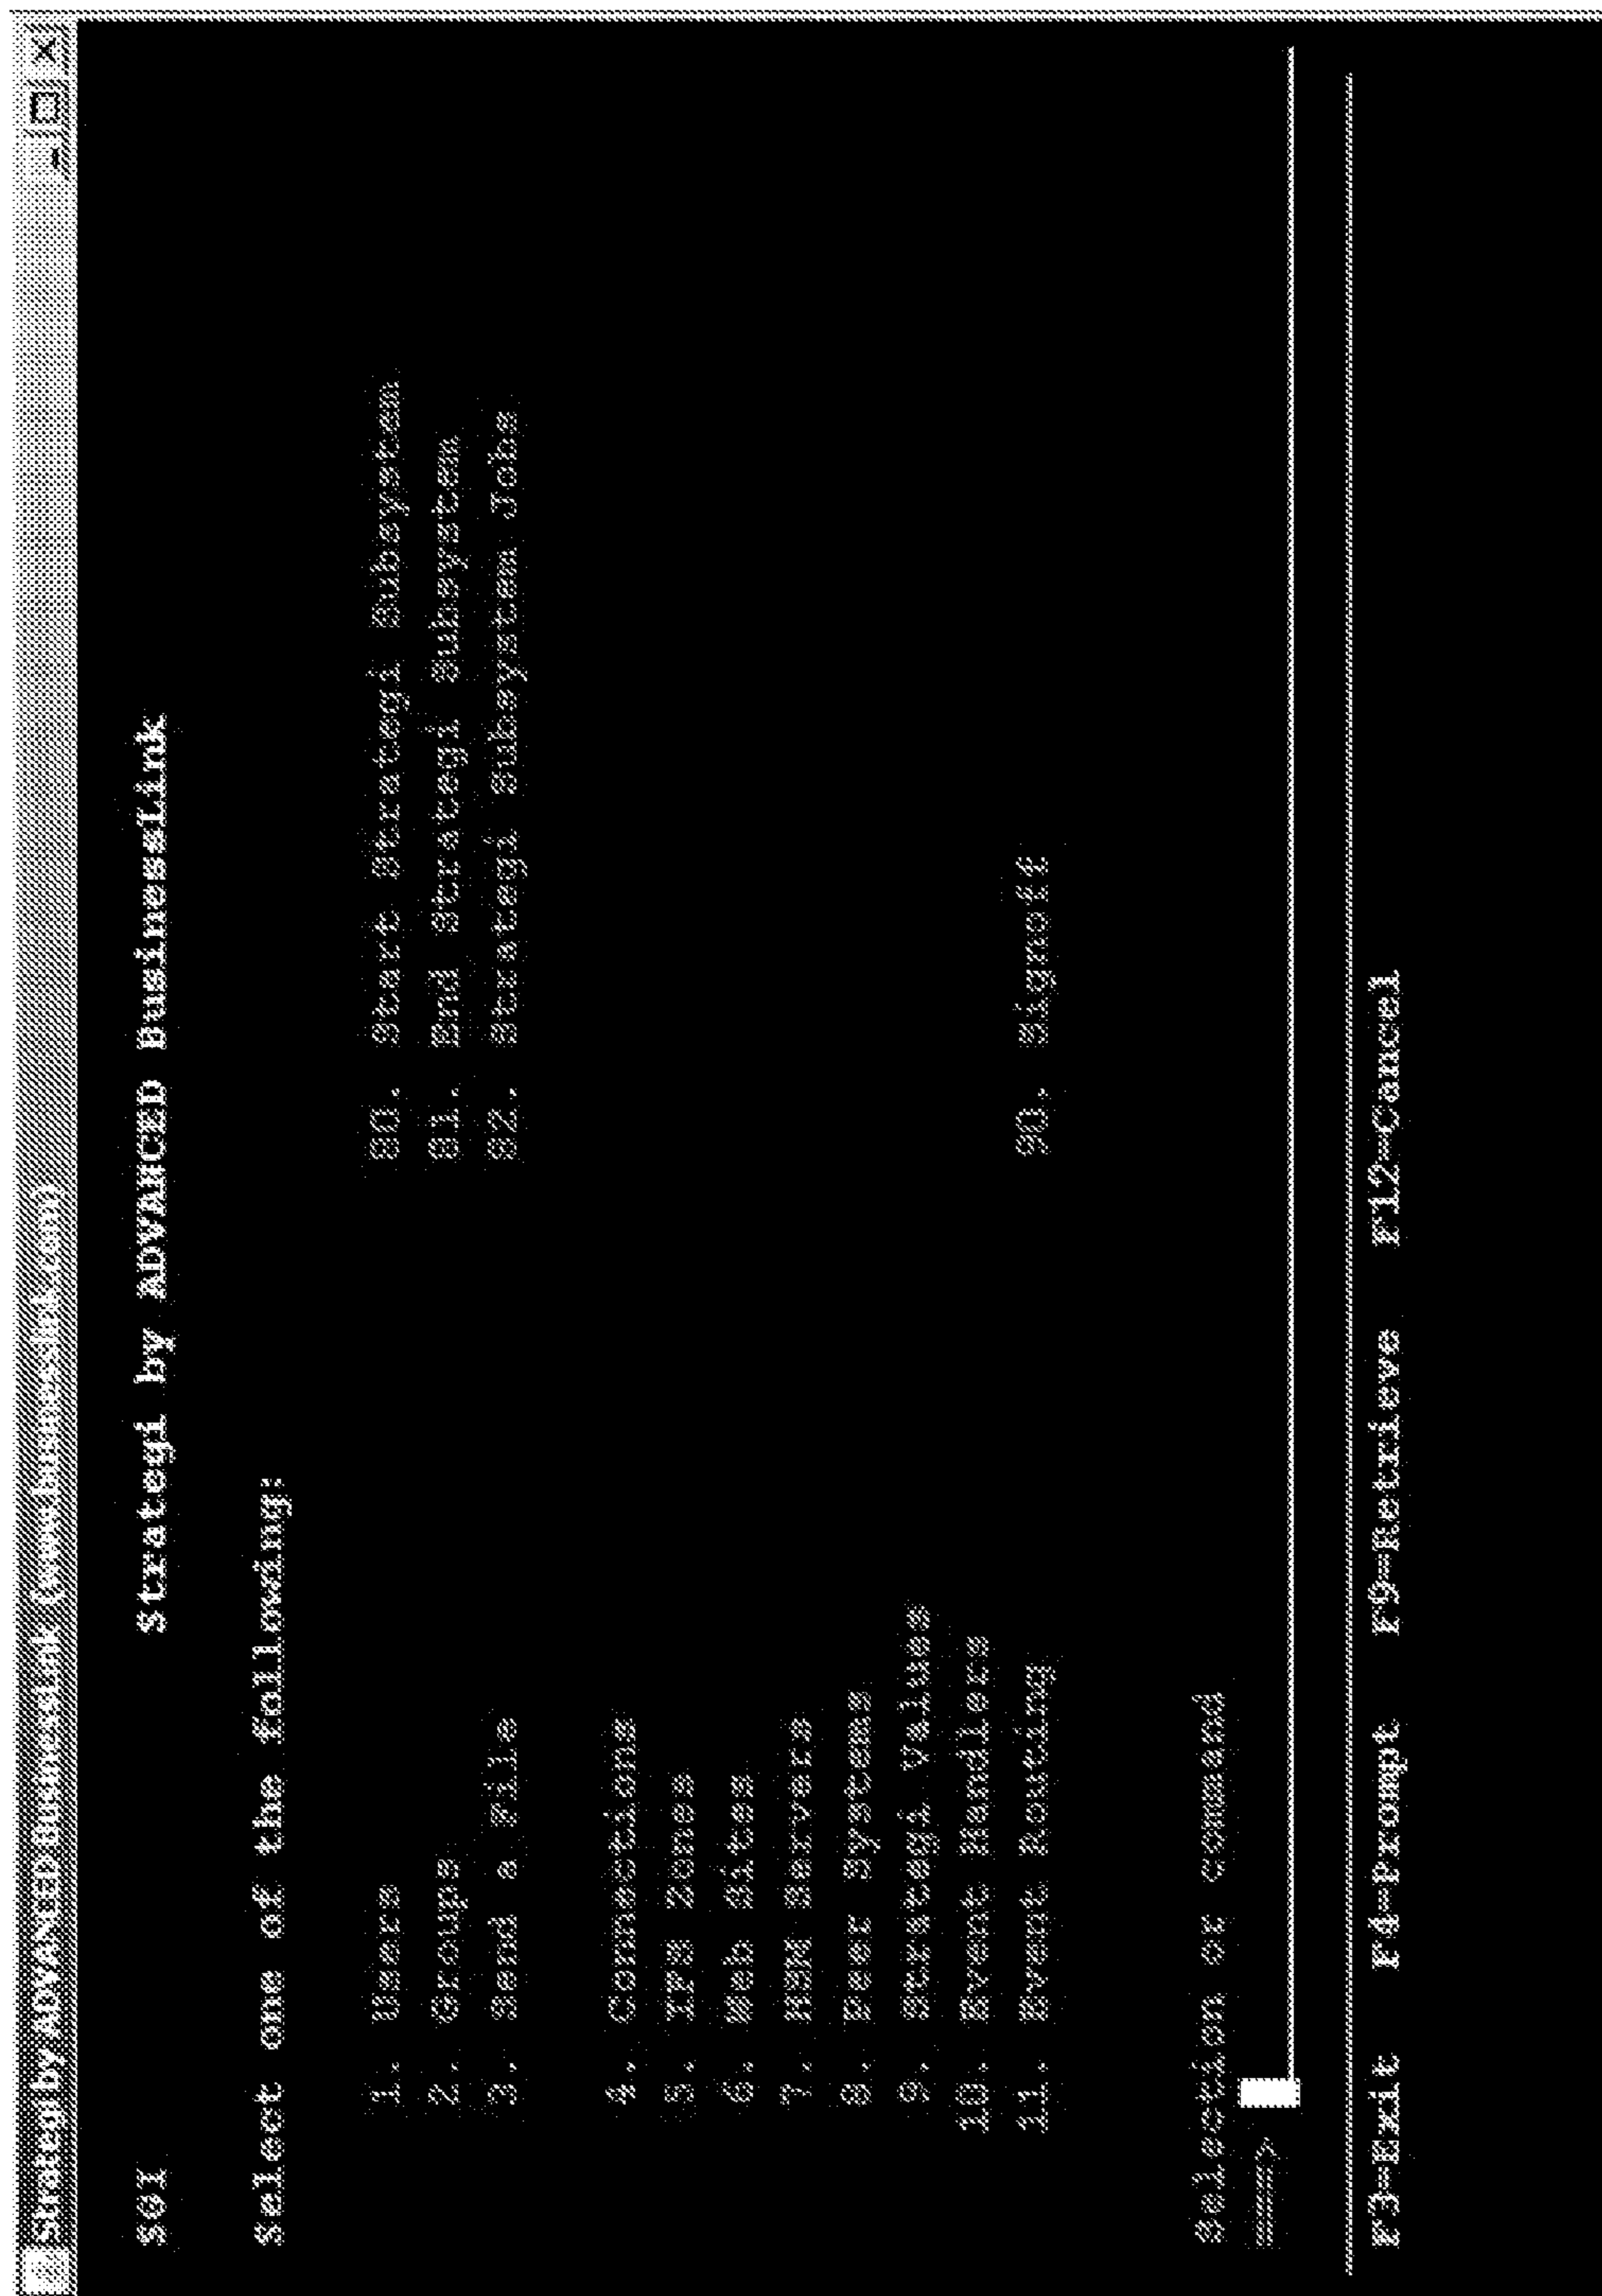 Strategi by ADVANCED BusinessLink (www.businesslink.com)
SGI Strategi by ADVANCED BusinessLink
Select one of the following:
1. Users 80. Start Strategi Subsystem
2. Groups 81. End Strategi Subsystem
3. Send a File 82. Strategi Subsystem Jobs
4. Connections
5. IFS Zones
6. Web Sites
7. HSM Servers
8. Peer Systems
9. Strategi Values
10. Event Handlers
11. Event Routing 90. Signoff
Selection or command
===>
F3=Exit F4=Prompt F9=Retrieve F12=Cancel